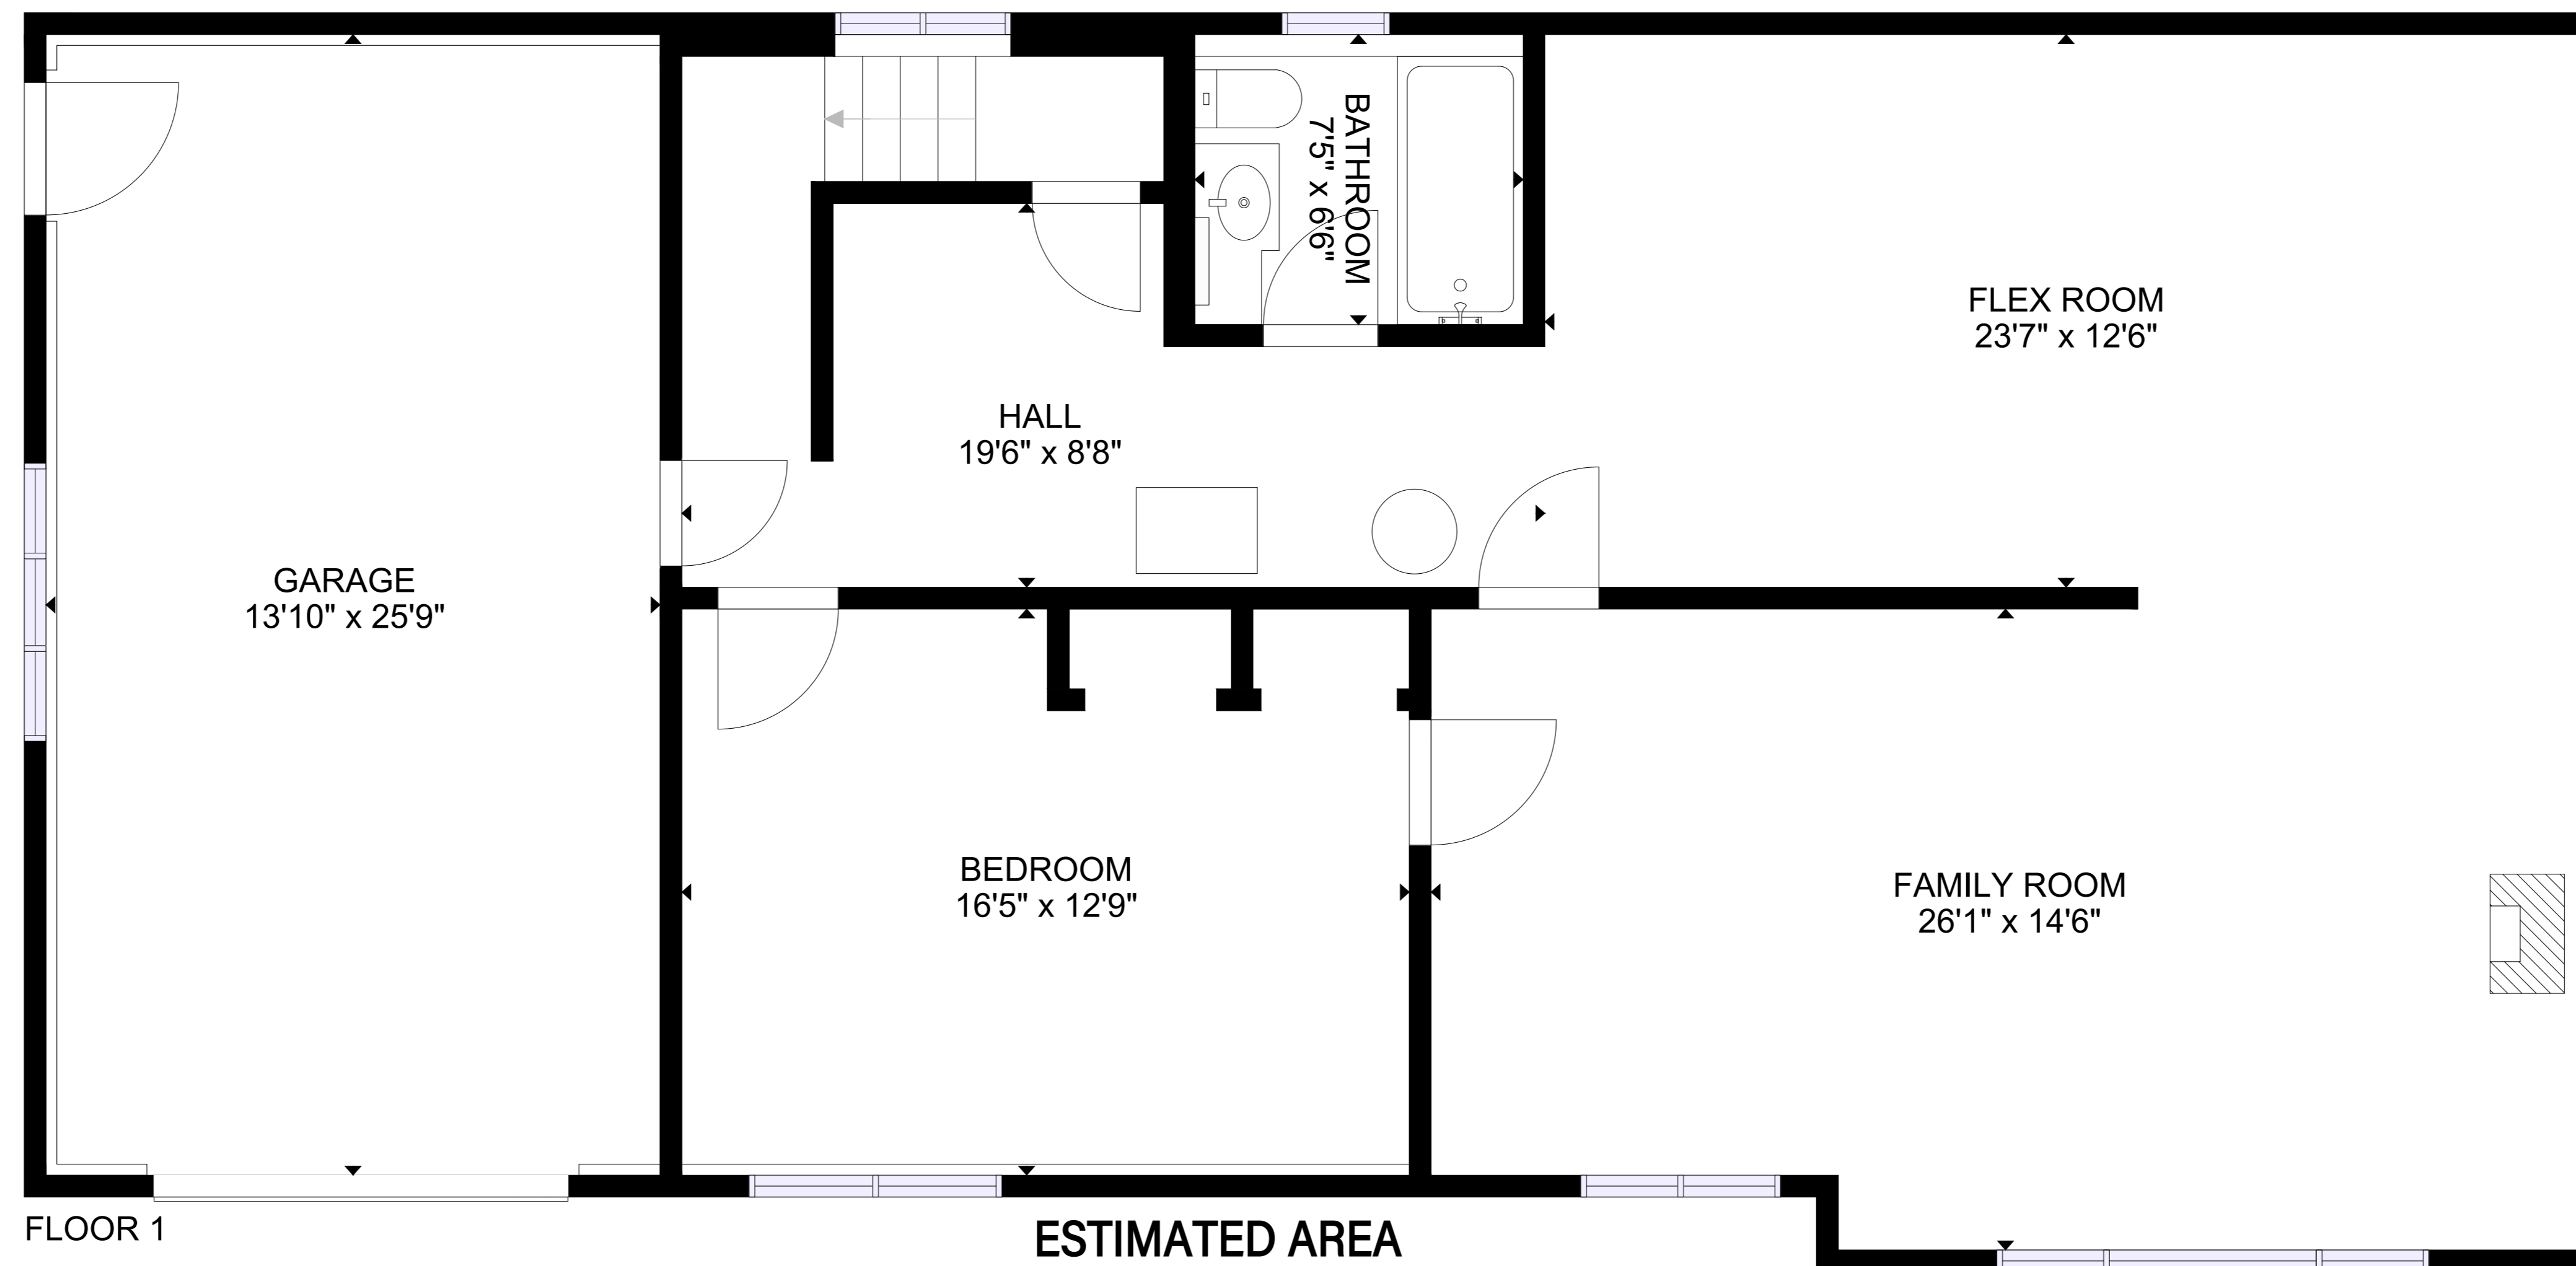 BATHROOM
7'5" x 6'6"
FLEX ROOM
23'7" x 12'6"
HALL
19'6" x 8'8"
GARAGE
13'10" x 25'9"
BEDROOM
16'5" x 12'9"
FAMILY ROOM
26'1" x 14'6"
FLOOR 1
ESTIMATED AREA